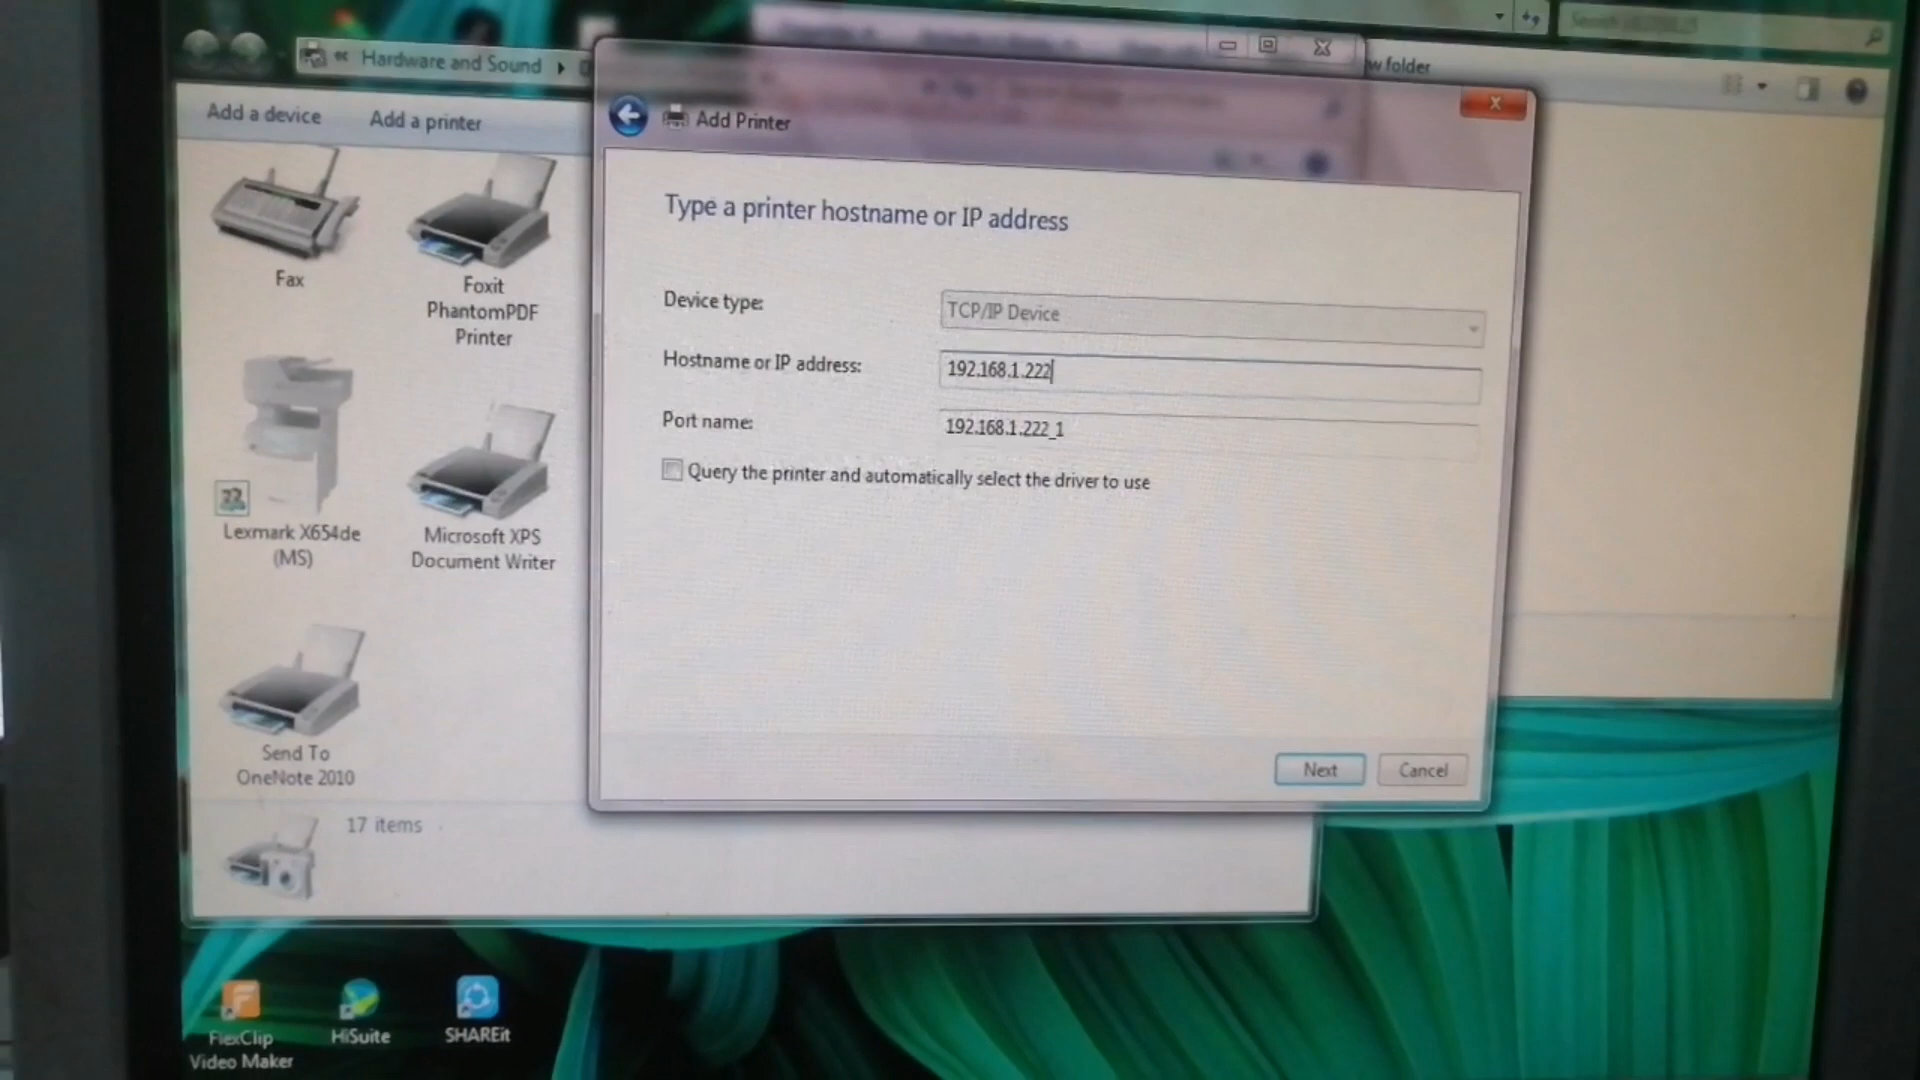 Hardware and Sound
w folder
Add a device
Add a printer
Add Printer
Type a printer hostname or IP address
Device type:
TCP/IP Device
Hostname or IP address:
192.168.1.222
Port name:
192.168.1.222_1
Query the printer and automatically select the driver to use
Next
Cancel
Fax
Foxit
PhantomPDF
Printer
Lexmark X654de
(MS)
Microsoft XPS
Document Writer
Send To
OneNote 2010
17 items
FlexClip
Video Maker
HiSuite
SHAREit